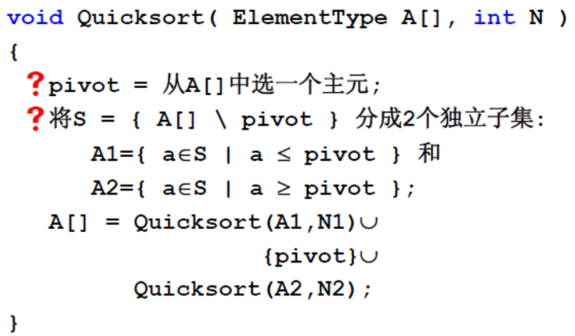 void Quicksort( ElementType A[], int N )
{
❓pivot = 从A[]中选一个主元;
❓将S = { A[] \ pivot } 分成2个独立子集:
A1={ a∈S | a ≤ pivot } 和
A2={ a∈S | a ≥ pivot };
A[] = Quicksort(A1,N1)∪
{pivot}∪
Quicksort(A2,N2);
}